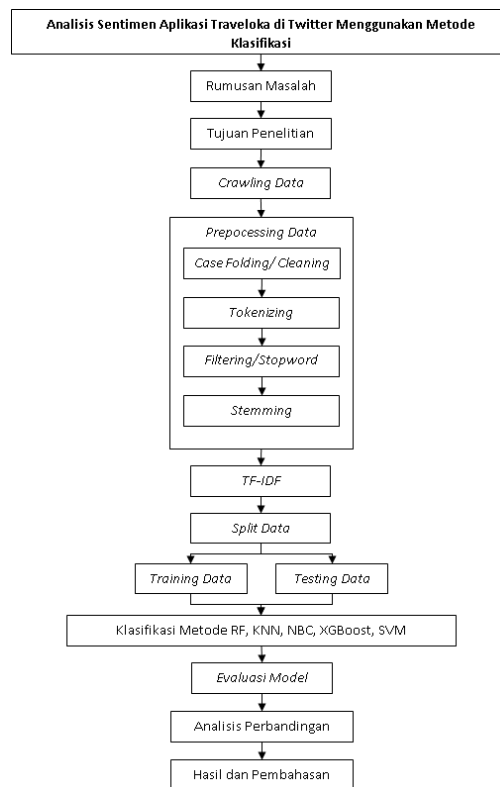 Analisis Sentimen Aplikasi Traveloka di Twitter Menggunakan Metode
Klasifikasi
Rumusan Masalah
Tujuan Penelitian
Crawling Data
Prepocessing Data
Case Folding/ Cleaning
Tokenizing
Filtering/Stopword
Stemming
TF-IDF
Split Data
Training Data
Testing Data
Klasifikasi Metode RF, KNN, NBC, XGBoost, SVM
Evaluasi Model
Analisis Perbandingan
Hasil dan Pembahasan